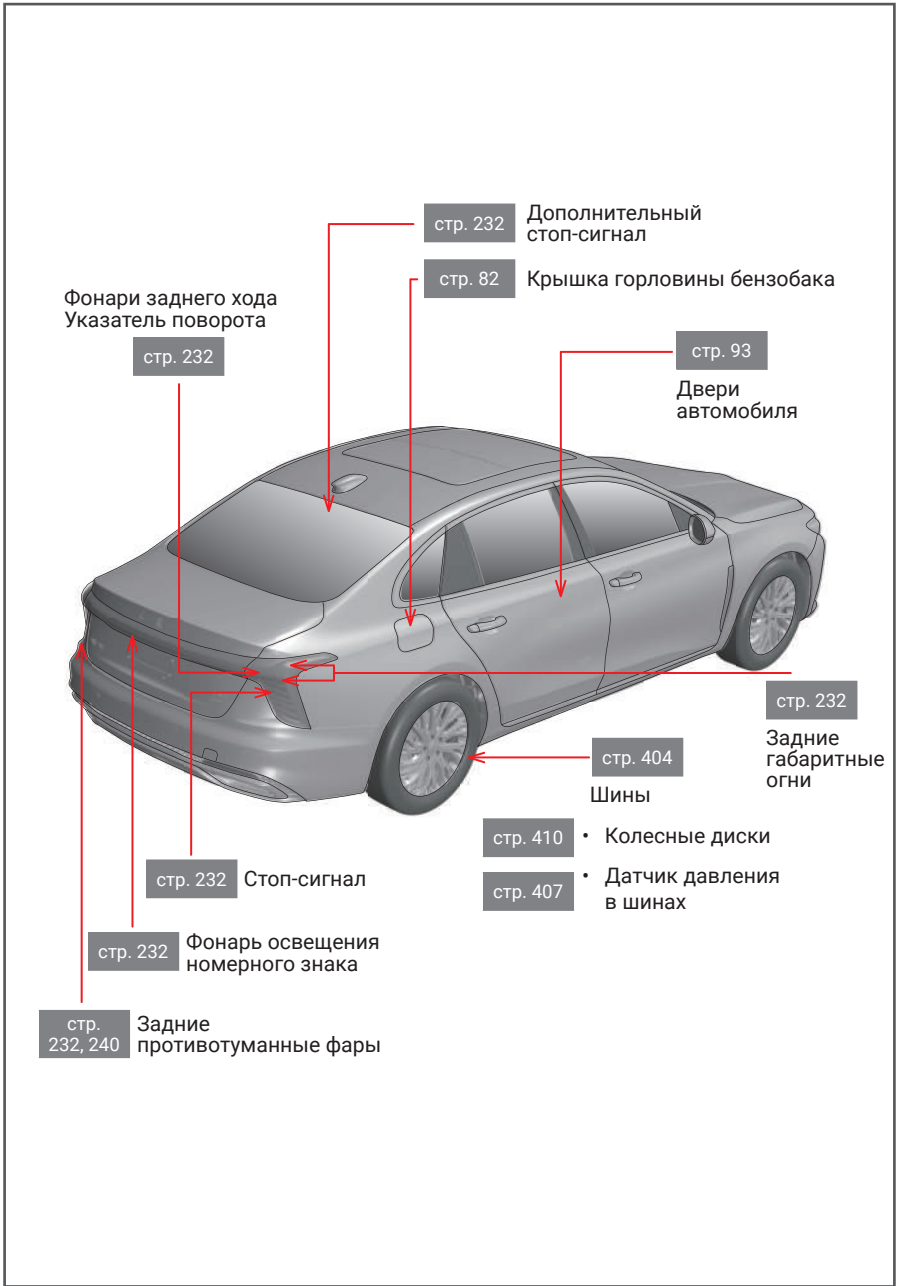 стр. 232
Дополнительный
стоп-сигнал
стр. 82
Крышка горловины бензобака
Фонари заднего хода
Указатель поворота
стр. 232
стр. 93
Двери
автомобиля
стр. 232
Задние
габаритные
огни
стр. 404
Шины
стр. 410
• Колесные диски
стр. 407
• Датчик давления
в шинах
стр. 232
Стоп-сигнал
стр. 232
Фонарь освещения
номерного знака
стр.
232, 240
Задние
противотуманные фары